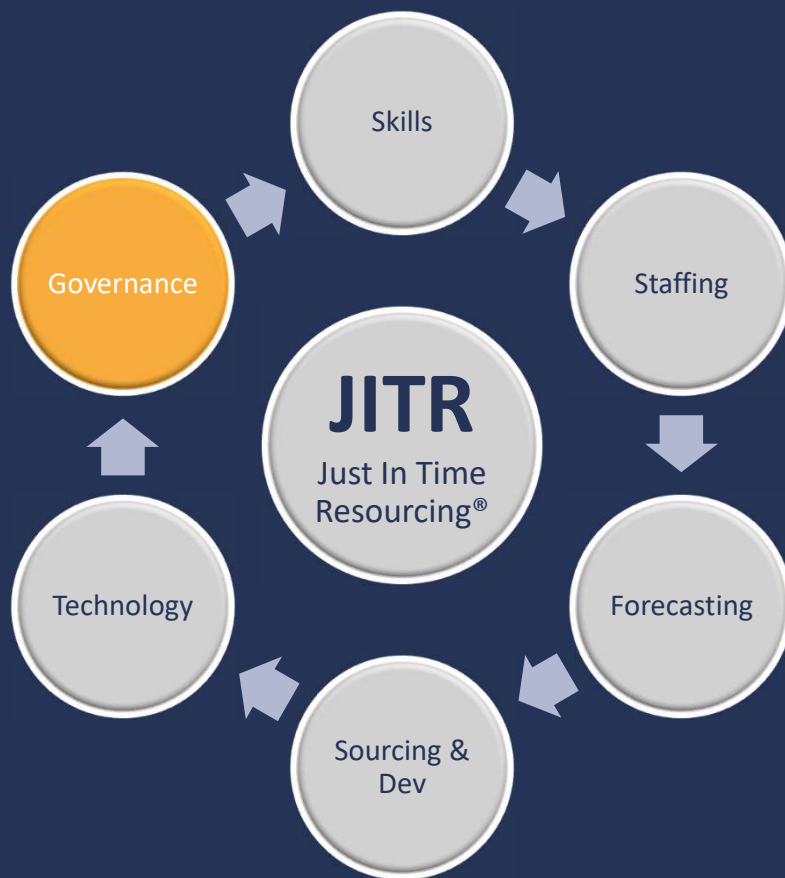 Skills
Governance
Staffing
JITR
Just In Time
Resourcing®
Technology
Forecasting
Sourcing &
Dev